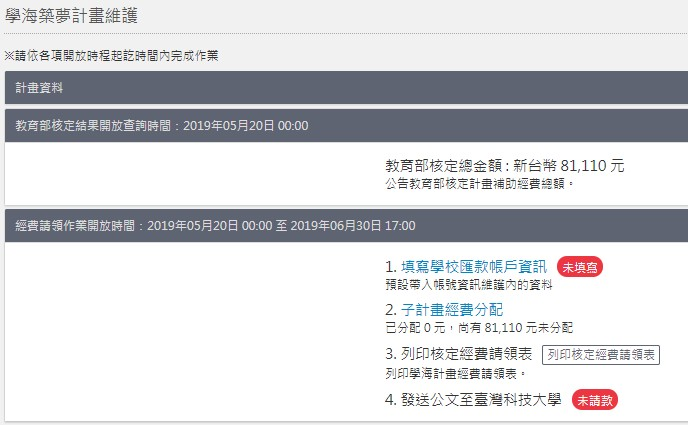 學海築夢計畫維護
※請依各項開放時程起訖時間內完成作業
計畫資料
教育部核定結果開放查詢時間：2019年05月20日 00:00
教育部核定總金額 : 新台幣 81,110 元
公告教育部核定計畫補助經費總額。
經費請領作業開放時間：2019年05月20日 00:00 至 2019年06月30日 17:00
1. 填寫學校匯款帳戶資訊 未填寫
預設帶入帳號資訊維護內的資料
2. 子計畫經費分配
已分配 0 元，尚有 81,110 元未分配
3. 列印核定經費請領表 列印核定經費請領表
列印學海計畫經費請領表。
4. 發送公文至臺灣科技大學 未請款